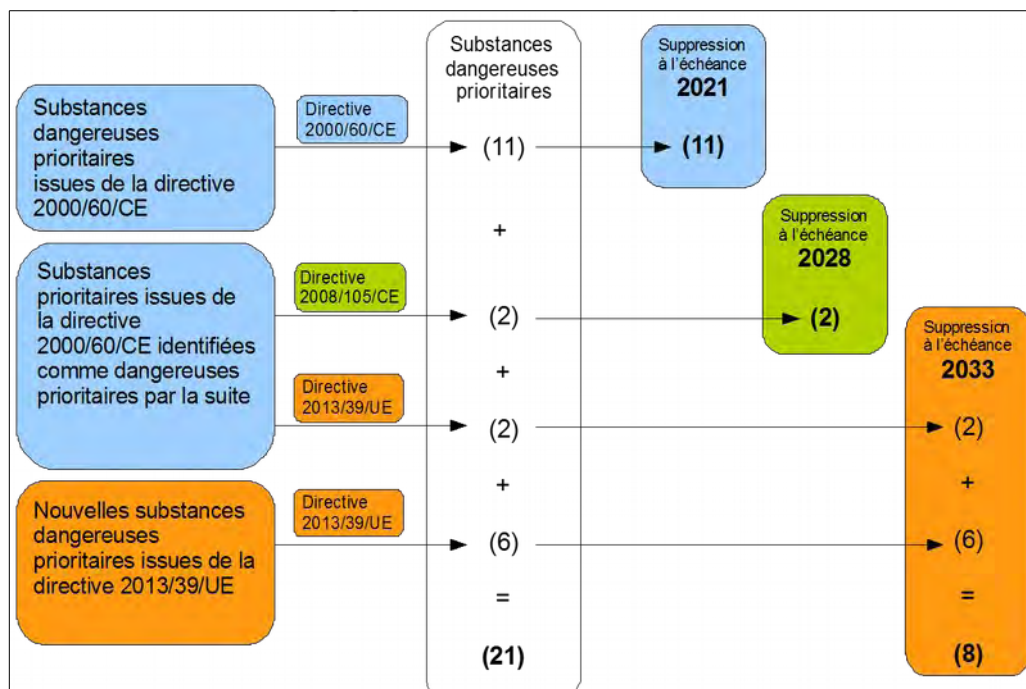 Substances
dangereuses
prioritaires
issues de la directive
2000/60/CE
Directive
2000/60/CE
Substances
dangereuses
prioritaires
(11)
Suppression
à l'échéance
2021
(11)
+
Substances
prioritaires issues de
la directive
2000/60/CE identifiées
comme dangereuses
prioritaires par la suite
Directive
2008/105/CE
(2)
Suppression
à l'échéance
2028
(2)
+
Directive
2013/39/UE
(2)
Suppression
à l'échéance
2033
(2)
+
+
Nouvelles substances
dangereuses
prioritaires issues de la
directive 2013/39/UE
Directive
2013/39/UE
(6)
(6)
=
=
(21)
(8)